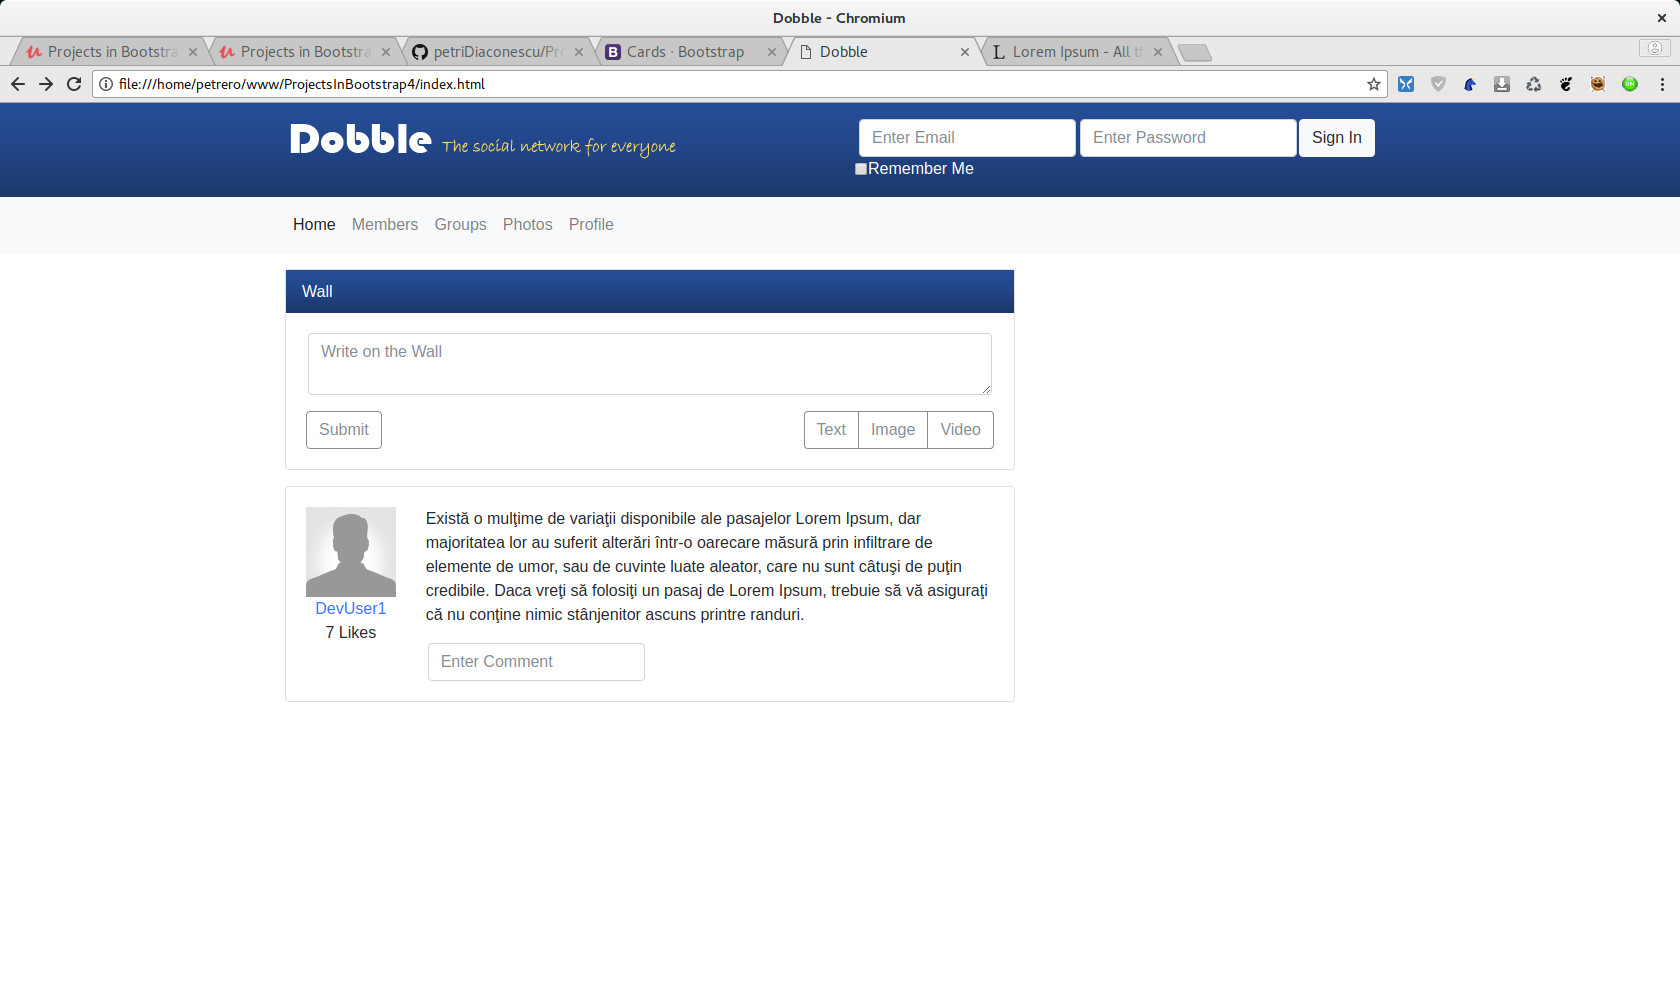 Dobble - Chromium
Projects in Bootstra
Projects in Bootstra
petriDiaconescu/Pro
Cards · Bootstrap
Dobble
Lorem Ipsum - All th
file:///home/petrero/www/ProjectsInBootstrap4/index.html
Dobble The social network for everyone
Enter Email
Enter Password
Sign In
Remember Me
Home Members Groups Photos Profile
Wall
Write on the Wall
Submit
Text Image Video
Există o mulţime de variaţii disponibile ale pasajelor Lorem Ipsum, dar
majoritatea lor au suferit alterări într-o oarecare măsură prin infiltrare de
elemente de umor, sau de cuvinte luate aleator, care nu sunt câtuşi de puţin
credibile. Daca vreţi să folosiţi un pasaj de Lorem Ipsum, trebuie să vă asiguraţi
că nu conţine nimic stânjenitor ascuns printre randuri.
DevUser1
7 Likes
Enter Comment